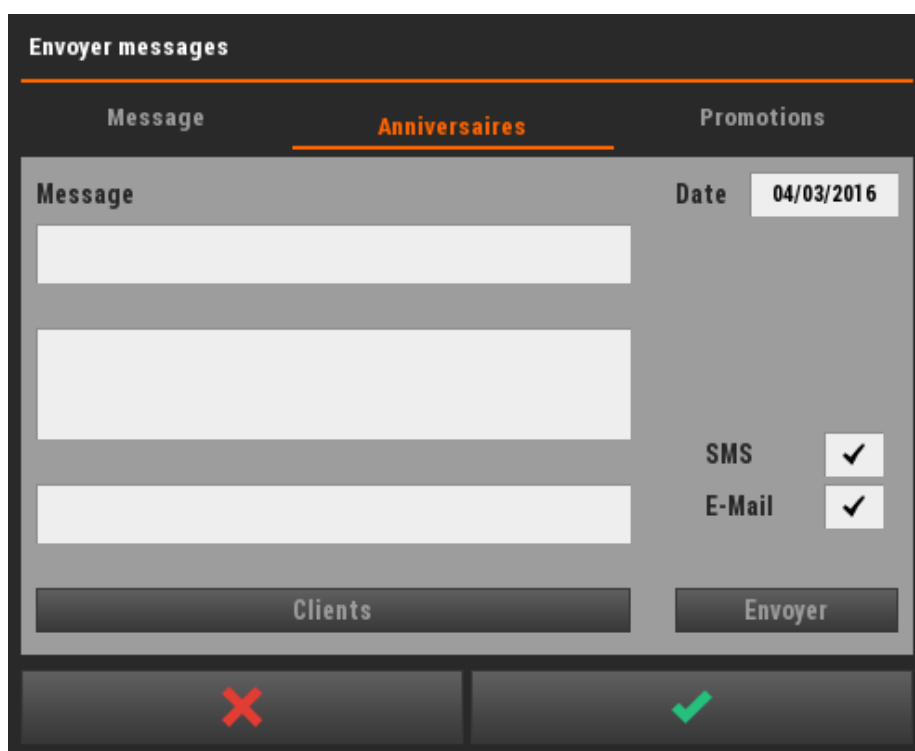 Envoyer messages
Message Anniversaires Promotions
Message Date 04/03/2016
SMS
E-Mail
Clients Envoyer